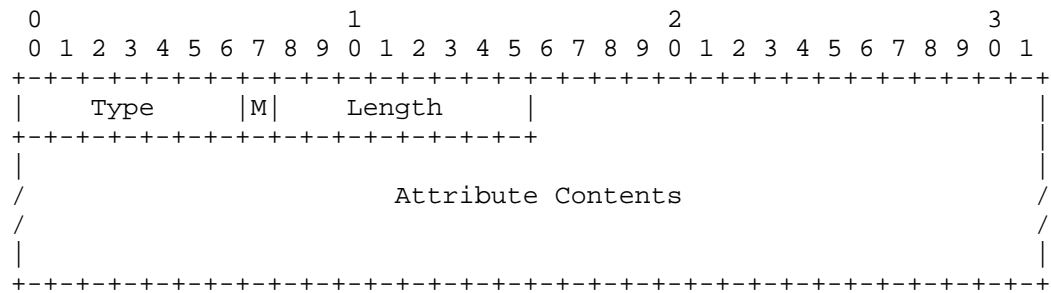 0                   1                   2                   3
0 1 2 3 4 5 6 7 8 9 0 1 2 3 4 5 6 7 8 9 0 1 2 3 4 5 6 7 8 9 0 1
+-+-+-+-+-+-+-+-+-+-+-+-+-+-+-+-+-+-+-+-+-+-+-+-+-+-+-+-+-+-+-+-+
|    Type     |M|    Length     |                               |
+-+-+-+-+-+-+-+-+-+-+-+-+-+-+-+-+                               |
|                                                               |
/                       Attribute Contents                      /
/                                                               /
|                                                               |
+-+-+-+-+-+-+-+-+-+-+-+-+-+-+-+-+-+-+-+-+-+-+-+-+-+-+-+-+-+-+-+-+